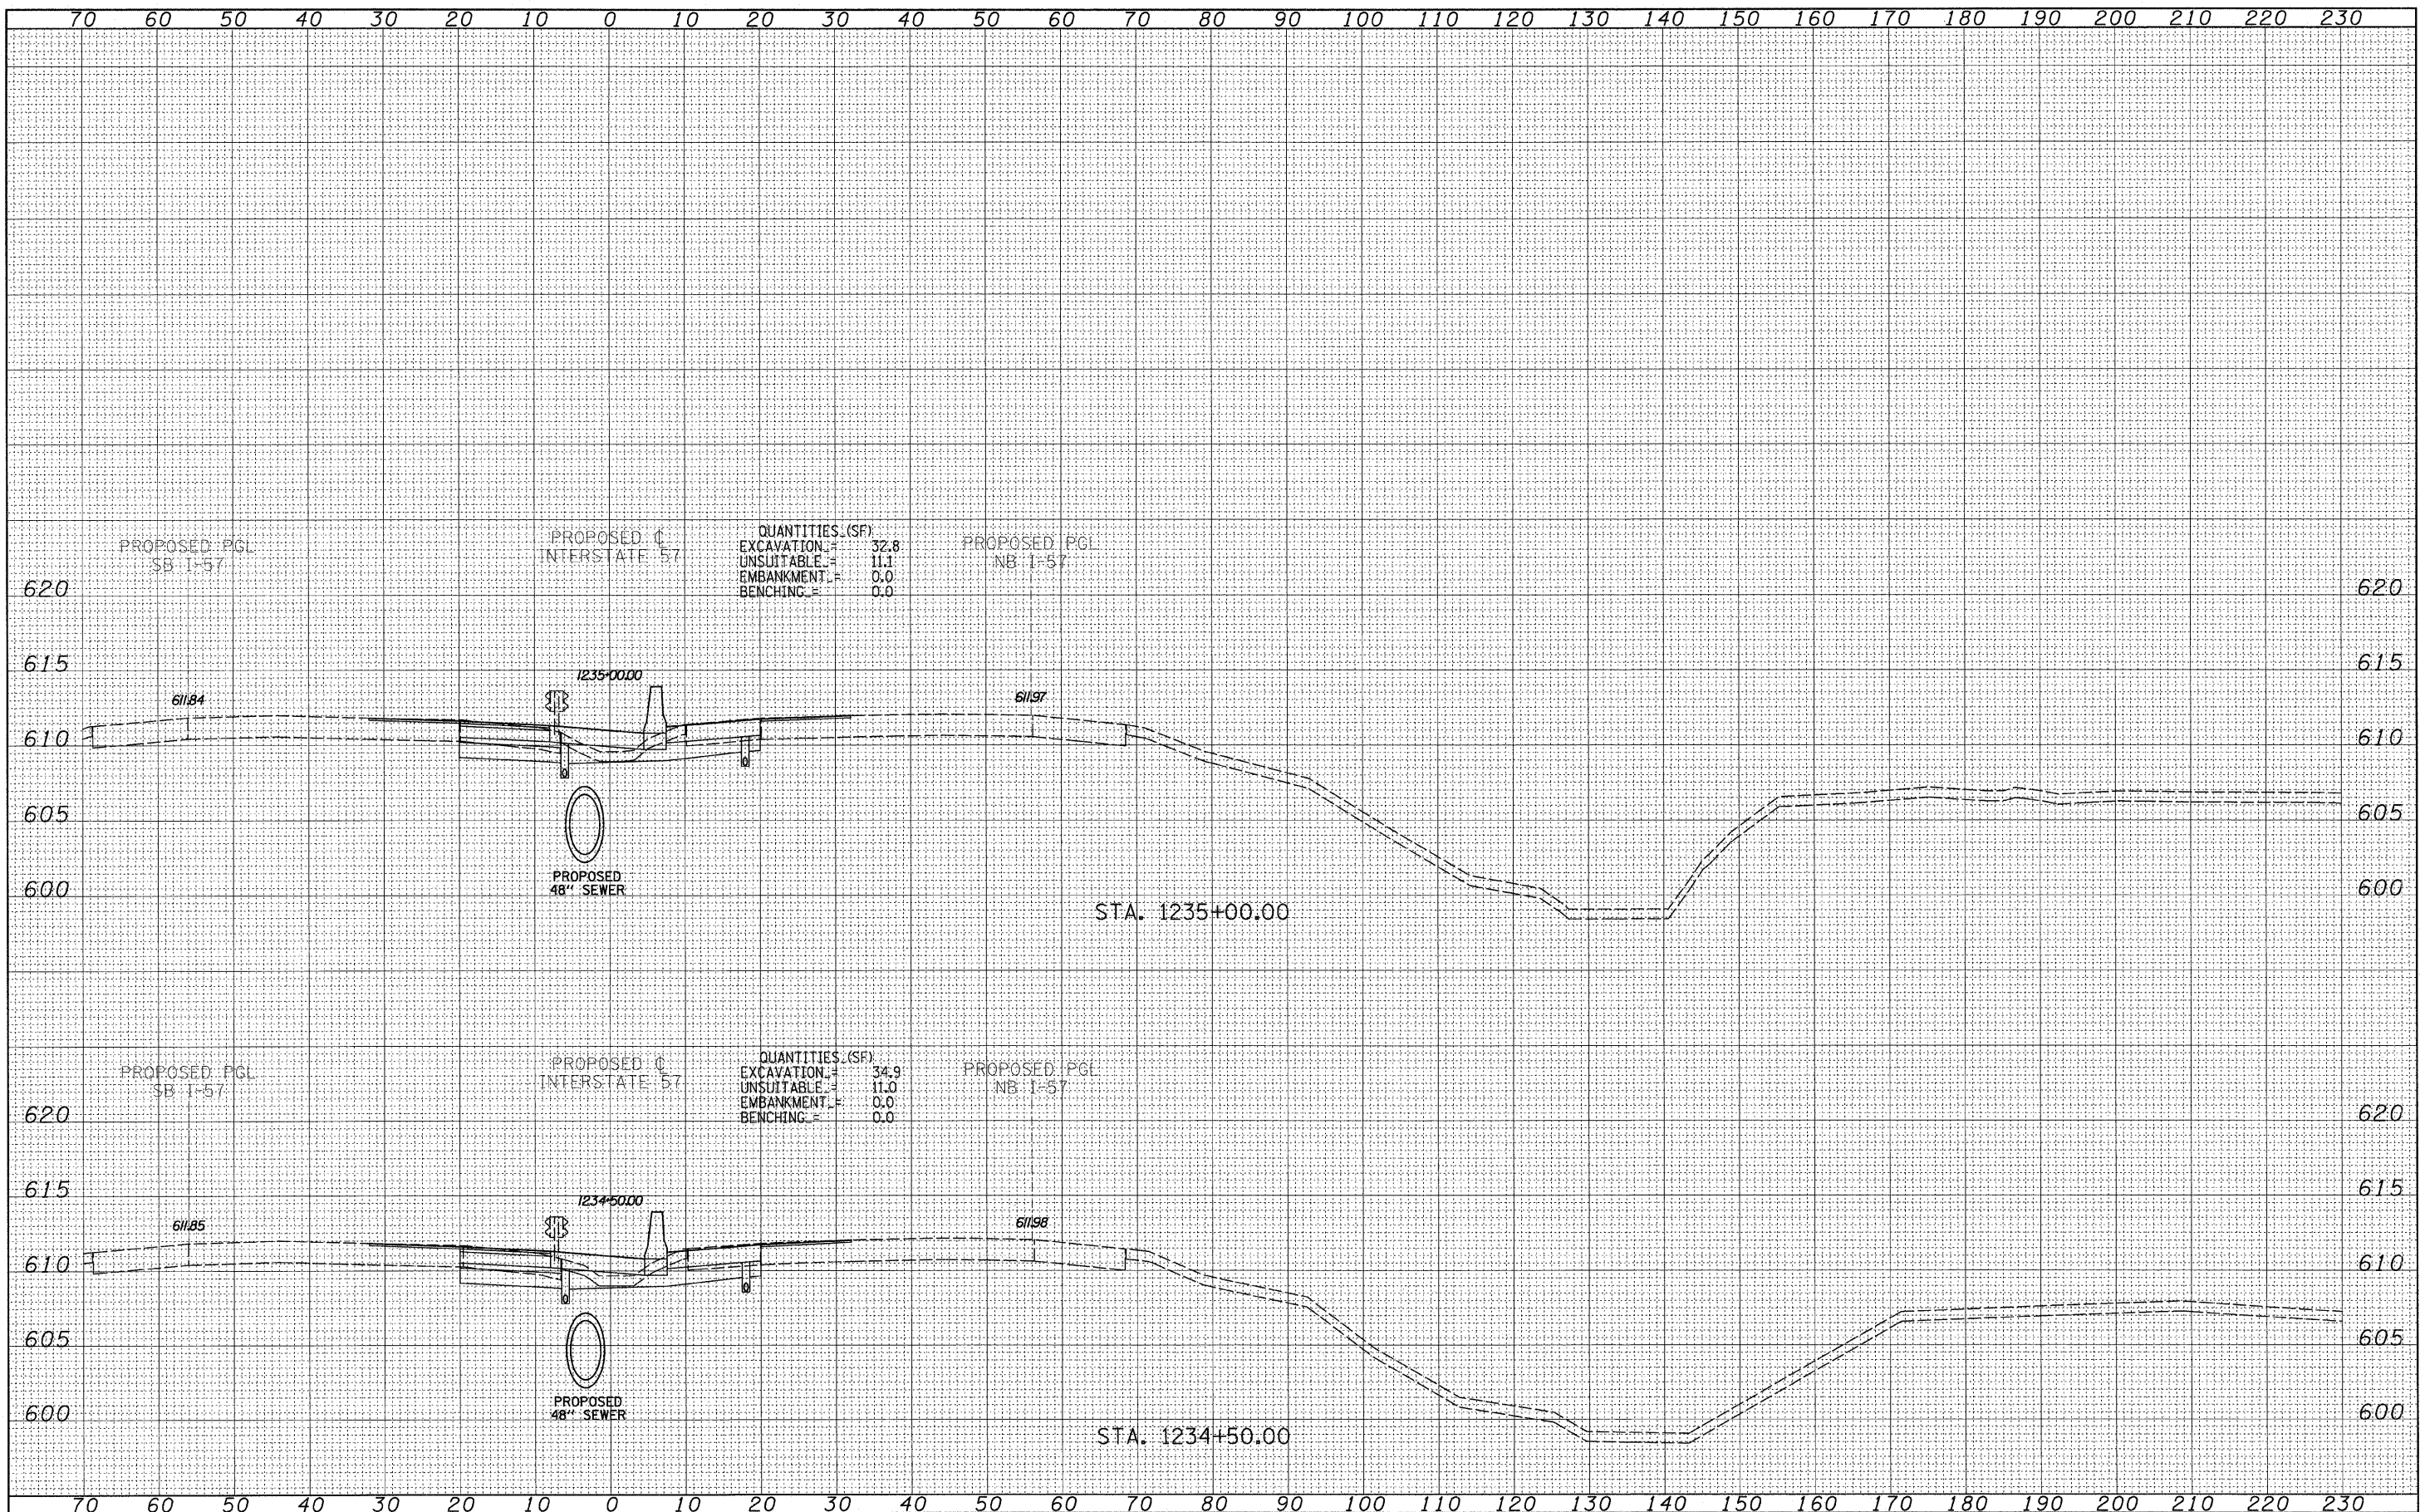 70 60 50 40 30 20 10 0 10 20 30 40 50 60 70 80 90 100 110 120 130 140 150 160 170 180 190 200 210 220 230
PROPOSED PGL
SB I-57
PROPOSED ℄
INTERSTATE 57
QUANTITIES (SF)
EXCAVATION = 32.8
UNSUITABLE = 11.1
EMBANKMENT = 0.0
BENCHING = 0.0
PROPOSED PGL
NB I-57
620 620
615 615
1235+00.00
611.84 611.97
610 610
605 605
PROPOSED
48" SEWER
600 600
STA. 1235+00.00
PROPOSED PGL
SB I-57
PROPOSED ℄
INTERSTATE 57
QUANTITIES (SF)
EXCAVATION = 34.9
UNSUITABLE = 11.0
EMBANKMENT = 0.0
BENCHING = 0.0
PROPOSED PGL
NB I-57
620 620
615 615
1234+50.00
611.85 611.98
610 610
605 605
PROPOSED
48" SEWER
600 600
STA. 1234+50.00
70 60 50 40 30 20 10 0 10 20 30 40 50 60 70 80 90 100 110 120 130 140 150 160 170 180 190 200 210 220 230